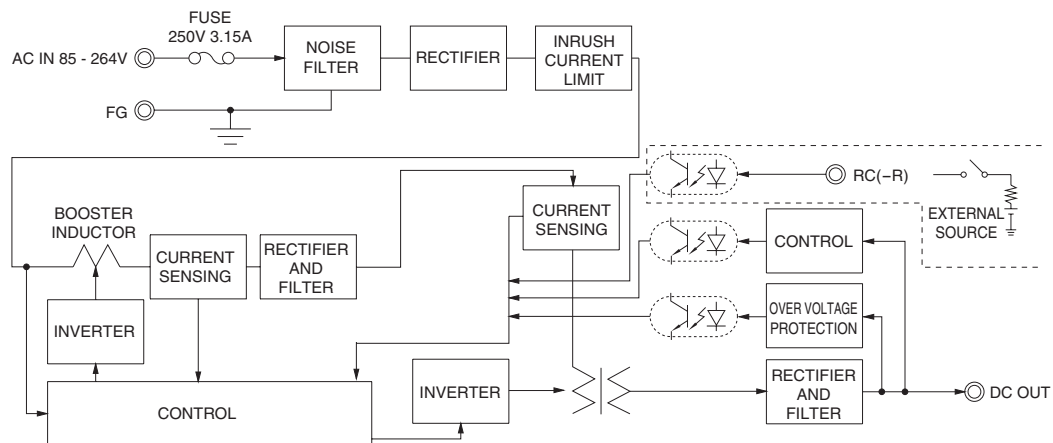 FUSE
250V 3.15A
AC IN 85 - 264V
NOISE
FILTER
RECTIFIER
INRUSH
CURRENT
LIMIT
FG
RC(−R)
EXTERNAL
SOURCE
CURRENT
SENSING
BOOSTER
INDUCTOR
CURRENT
SENSING
RECTIFIER
AND
FILTER
CONTROL
INVERTER
OVER VOLTAGE
PROTECTION
INVERTER
RECTIFIER
AND
FILTER
DC OUT
CONTROL